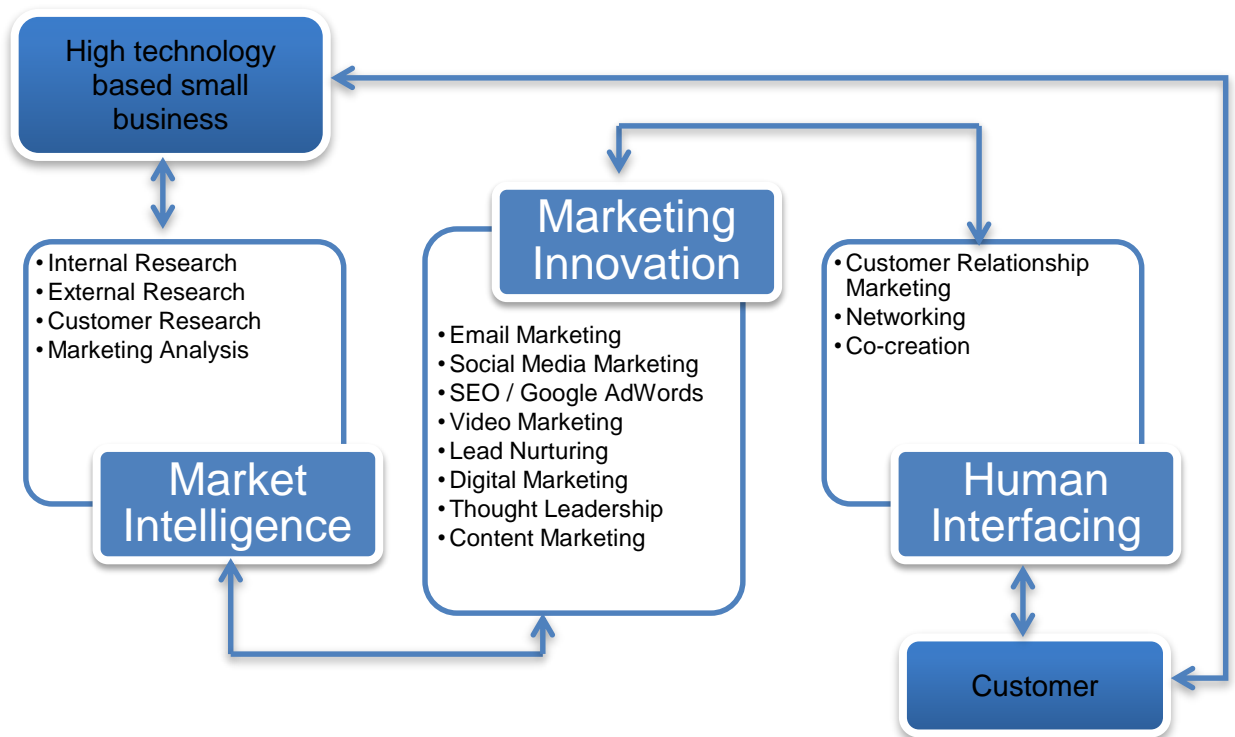 High technology
based small
business
• Internal Research
• External Research
• Customer Research
• Marketing Analysis
Market
Intelligence
Marketing
Innovation
• Email Marketing
• Social Media Marketing
• SEO / Google AdWords
• Video Marketing
• Lead Nurturing
• Digital Marketing
• Thought Leadership
• Content Marketing
• Customer Relationship
Marketing
• Networking
• Co-creation
Human
Interfacing
Customer